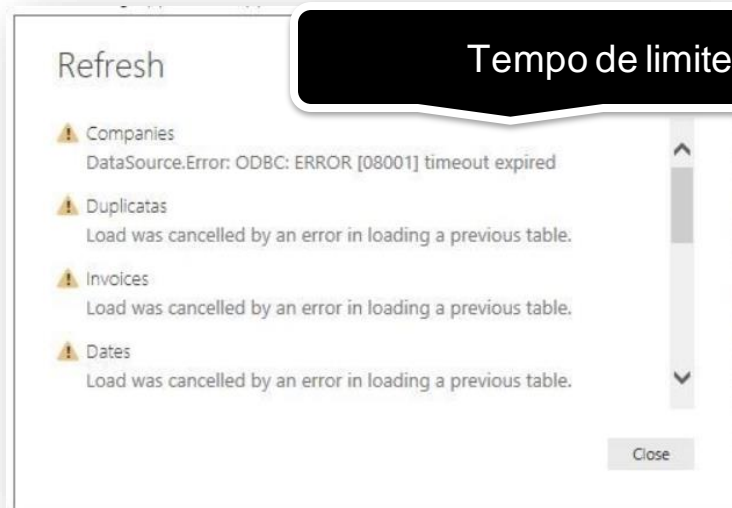 Refresh
Tempo de limite
Companies
DataSource.Error: ODBC: ERROR [08001] timeout expired
Duplicatas
Load was cancelled by an error in loading a previous table.
Invoices
Load was cancelled by an error in loading a previous table.
Dates
Load was cancelled by an error in loading a previous table.
Close